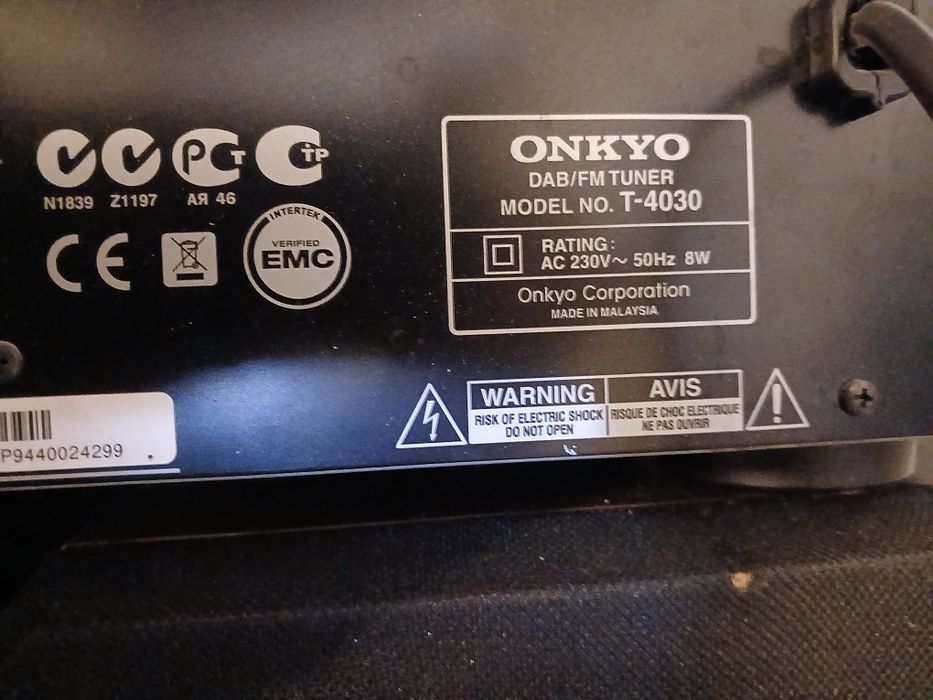 N1839 Z1197 АЯ 46
РСТ СТР
CE
INTERTEK
VERIFIED
EMC
ONKYO
DAB/FM TUNER
MODEL NO. T-4030
RATING:
AC 230V~ 50Hz 8W
Onkyo Corporation
MADE IN MALAYSIA
P9440024299
WARNING
RISK OF ELECTRIC SHOCK
DO NOT OPEN
AVIS
RISQUE DE CHOC ELECTRIQUE
NE PAS OUVRIR